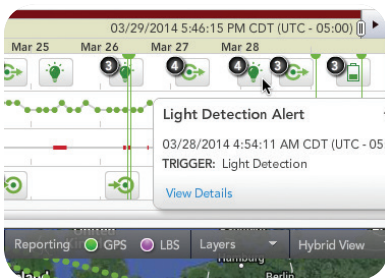 03/29/2014 5:46:15 PM CDT (UTC - 05:00)
Mar 25 Mar 26 Mar 27 Mar 28
3 4 4 3 3
Light Detection Alert
03/28/2014 4:54:11 AM CDT (UTC - 05
TRIGGER: Light Detection
View Details
Reporting GPS LBS Layers Hybrid View
Hamburg
Berlin